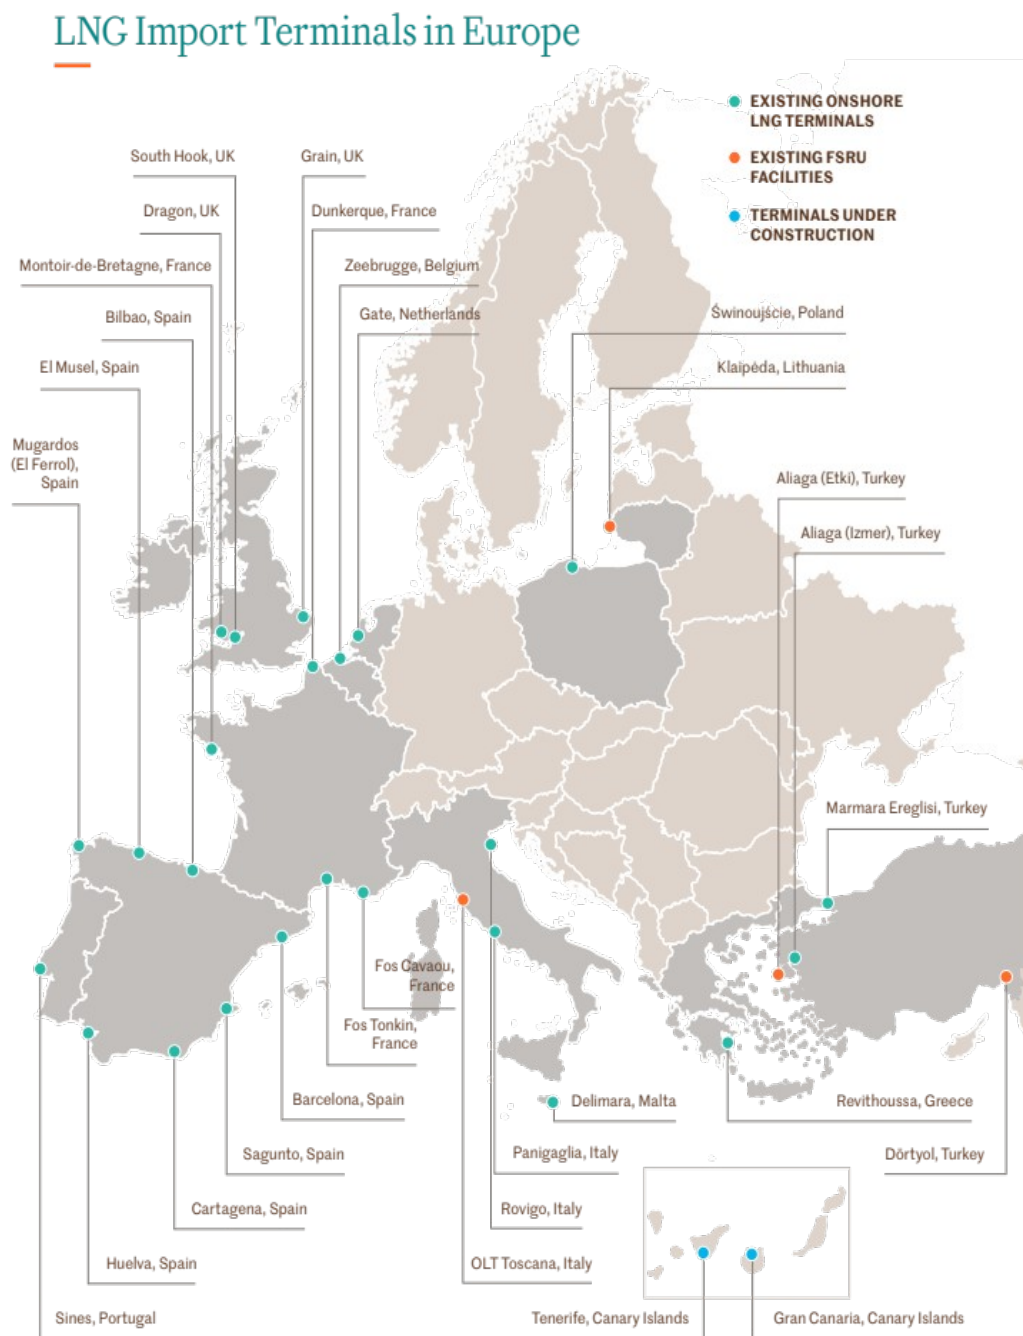 LNG Import Terminals in Europe
EXISTING ONSHORE
LNG TERMINALS
EXISTING FSRU
FACILITIES
TERMINALS UNDER
CONSTRUCTION
South Hook, UK
Grain, UK
Dragon, UK
Dunkerque, France
Montoir-de-Bretagne, France
Zeebrugge, Belgium
Bilbao, Spain
Gate, Netherlands
Świnoujście, Poland
El Musel, Spain
Klaipėda, Lithuania
Mugardos
(El Ferrol),
Spain
Aliaga (Etki), Turkey
Aliaga (Izmer), Turkey
Marmara Ereglisi, Turkey
Fos Cavaou,
France
Fos Tonkin,
France
Barcelona, Spain
Delimara, Malta
Revithoussa, Greece
Sagunto, Spain
Panigaglia, Italy
Dörtyol, Turkey
Cartagena, Spain
Rovigo, Italy
Huelva, Spain
OLT Toscana, Italy
Sines, Portugal
Tenerife, Canary Islands
Gran Canaria, Canary Islands